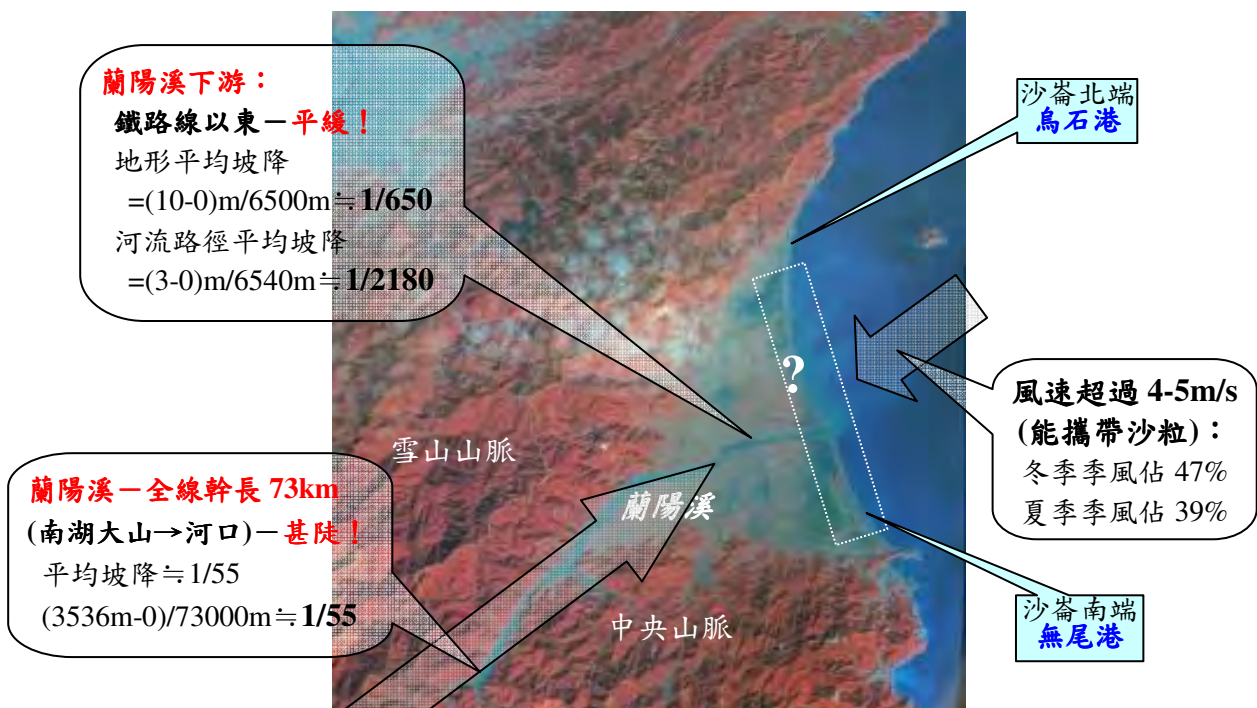 蘭陽溪下游：
鐵路線以東－平緩！
地形平均坡降
=(10-0)m/6500m≒1/650
河流路徑平均坡降
=(3-0)m/6540m≒1/2180
沙崙北端
烏石港
?
風速超過 4-5m/s
(能攜帶沙粒)：
冬季季風佔 47%
夏季季風佔 39%
雪山山脈
蘭陽溪
蘭陽溪－全線幹長 73km
(南湖大山→河口)－甚陡！
平均坡降≒1/55
(3536m-0)/73000m≒1/55
中央山脈
沙崙南端
無尾港